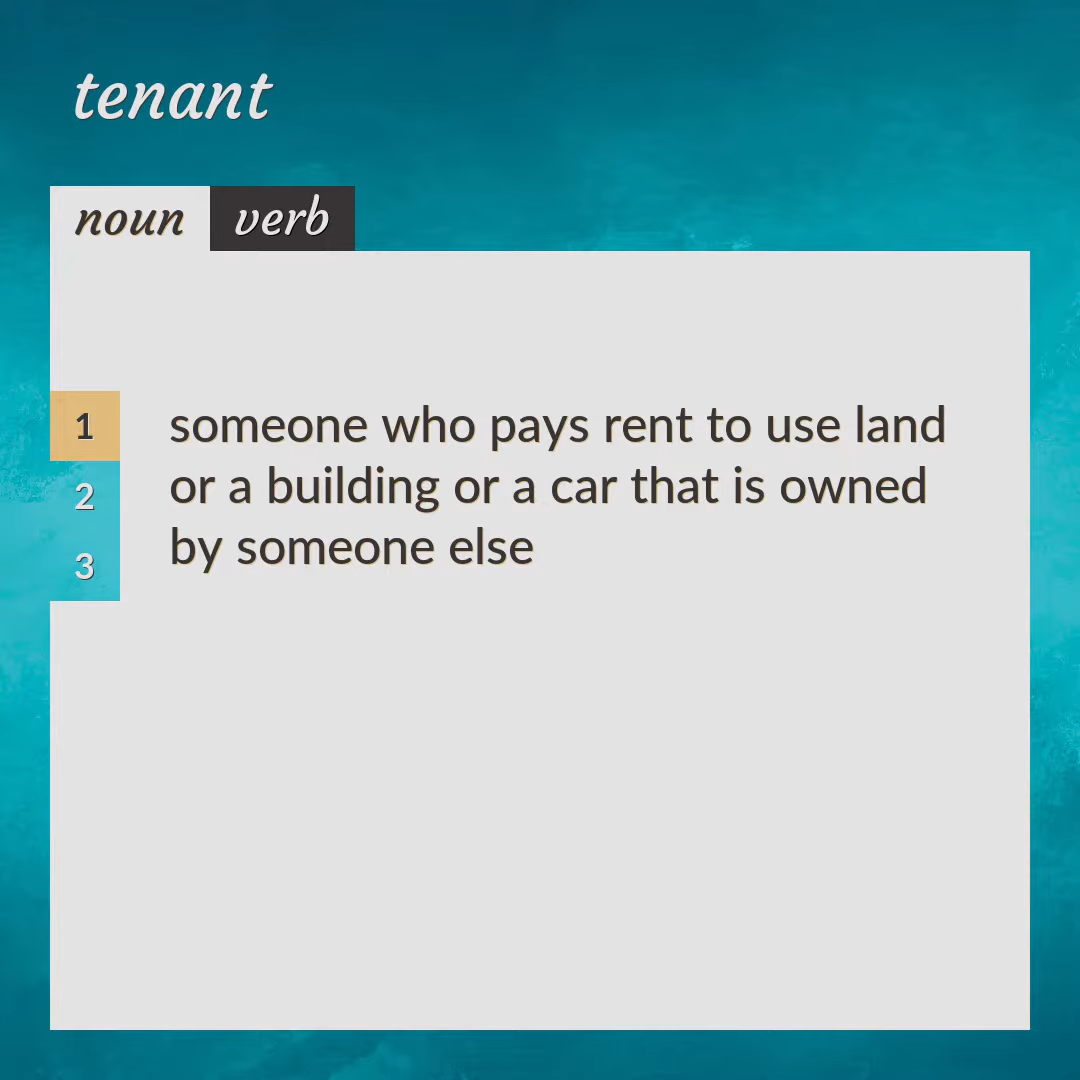 tenant
noun verb
1 someone who pays rent to use land
2 or a building or a car that is owned
3 by someone else